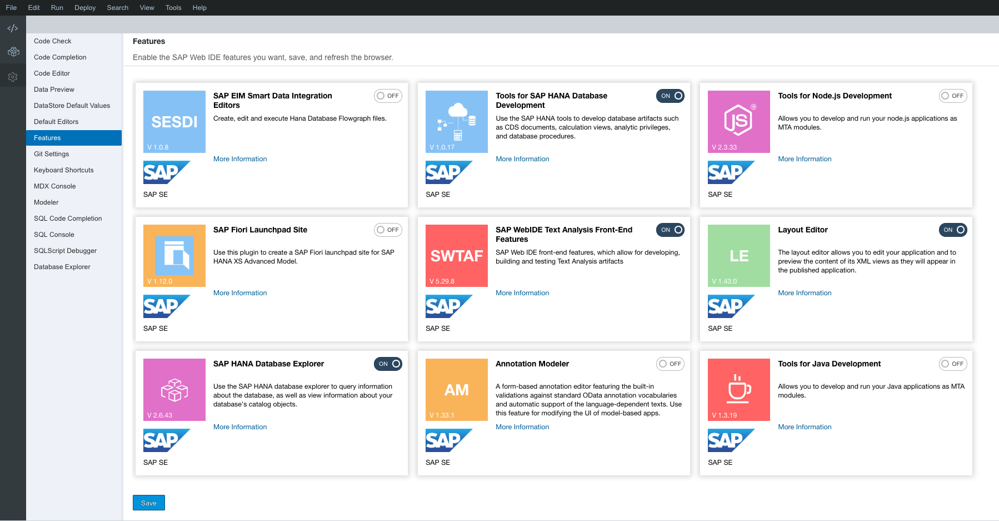 File Edit Run Deploy Search View Tools Help
Code Check
Code Completion
Code Editor
Data Preview
DataStore Default Values
Default Editors
Features
Git Settings
Keyboard Shortcuts
MDX Console
Modeler
SQL Code Completion
SQL Console
SQLScript Debugger
Database Explorer
Features
Enable the SAP Web IDE features you want, save, and refresh the browser.
SESDI
V 1.0.8
SAP
SAP SE
SAP EIM Smart Data Integration
Editors
OFF
Create, edit and execute Hana Database Flowgraph files.
More Information
V 1.0.17
SAP
SAP SE
Tools for SAP HANA Database
Development
ON
Use the SAP HANA tools to develop database artifacts such
as CDS documents, calculation views, analytic privileges,
and database procedures.
More Information
JS®
V 2.3.33
SAP
SAP SE
Tools for Node.js Development
OFF
Allows you to develop and run your node.js applications as
MTA modules.
More Information
V 1.12.0
SAP
SAP SE
SAP Fiori Launchpad Site
OFF
Use this plugin to create a SAP Fiori launchpad site for SAP
HANA XS Advanced Model.
More Information
SWTAF
V 5.29.8
SAP
SAP SE
SAP WebIDE Text Analysis Front-End
Features
ON
SAP Web IDE front-end features, which allow for developing,
building and testing Text Analysis artifacts
More Information
LE
V 1.43.0
SAP
SAP SE
Layout Editor
ON
The layout editor allows you to edit your application and to
preview the content of its XML views as they will appear in
the published application.
More Information
V 2.6.43
SAP
SAP SE
SAP HANA Database Explorer
ON
Use the SAP HANA database explorer to query information
about the database, as well as view information about your
database's catalog objects.
More Information
AM
V 1.33.1
SAP
SAP SE
Annotation Modeler
OFF
A form-based annotation editor featuring the built-in
validations against standard OData annotation vocabularies
and automatic support of the language-dependent texts. Use
this feature for modifying the UI of model-based apps.
More Information
V 1.3.19
SAP
SAP SE
Tools for Java Development
OFF
Allows you to develop and run your Java applications as MTA
modules.
More Information
Save